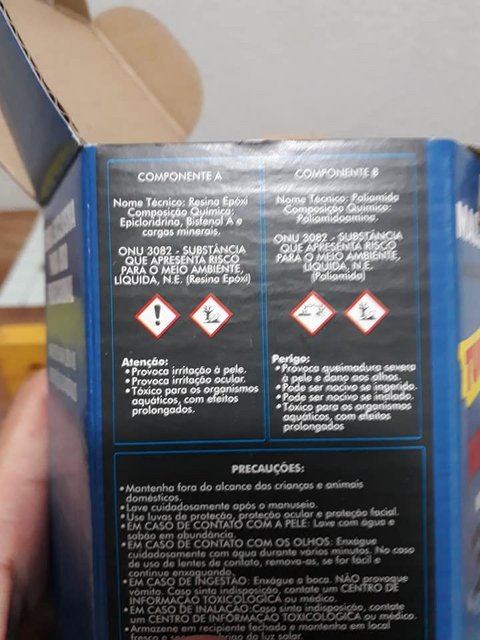 COMPONENTE A
Nome Técnico: Resina Epóxi
Composição Química:
Epicloridrina, Bisfenol A e
cargas minerais.
ONU 3082 - SUBSTÂNCIA
QUE APRESENTA RISCO
PARA O MEIO AMBIENTE,
LÍQUIDA, N.E. (Resina Epóxi)
Atenção:
• Provoca irritação à pele.
• Provoca irritação ocular.
• Tóxico para os organismos
aquáticos, com efeitos
prolongados.
COMPONENTE B
Nome Técnico: Poliamida
Composição Química:
Poliamidoamina.
ONU 3082 - SUBSTÂNCIA
QUE APRESENTA RISCO
PARA O MEIO AMBIENTE,
LÍQUIDA, N.E.
(Poliamida)
Perigo:
• Provoca queimadura severa
à pele e dano aos olhos.
• Pode ser nocivo se ingerido.
• Pode ser nocivo se inalado.
• Tóxico para os organismos
aquáticos, com efeitos
prolongados
PRECAUÇÕES:
• Mantenha fora do alcance das crianças e animais
domésticos.
• Lave cuidadosamente após o manuseio.
• Use luvas de proteção, proteção ocular e proteção facial.
• EM CASO DE CONTATO COM A PELE: Lave com água e
sabão em abundância.
• EM CASO DE CONTATO COM OS OLHOS: Enxágue
cuidadosamente com água durante vários minutos. No caso
de uso de lentes de contato, remova-as, se for fácil e
continue enxaguando.
• EM CASO DE INGESTÃO: Enxágue a boca. NÃO provoque
vômito. Caso sinta indisposição, contate um CENTRO DE
INFORMAÇÃO TOXICOLÓGICA ou médico.
• EM CASO DE INALAÇÃO: Caso sinta indisposição, contate
um CENTRO DE INFORMAÇÃO TOXICOLÓGICA ou médico.
• Armazene em recipiente fechado e mantenha em local
fresco e da luz solar.